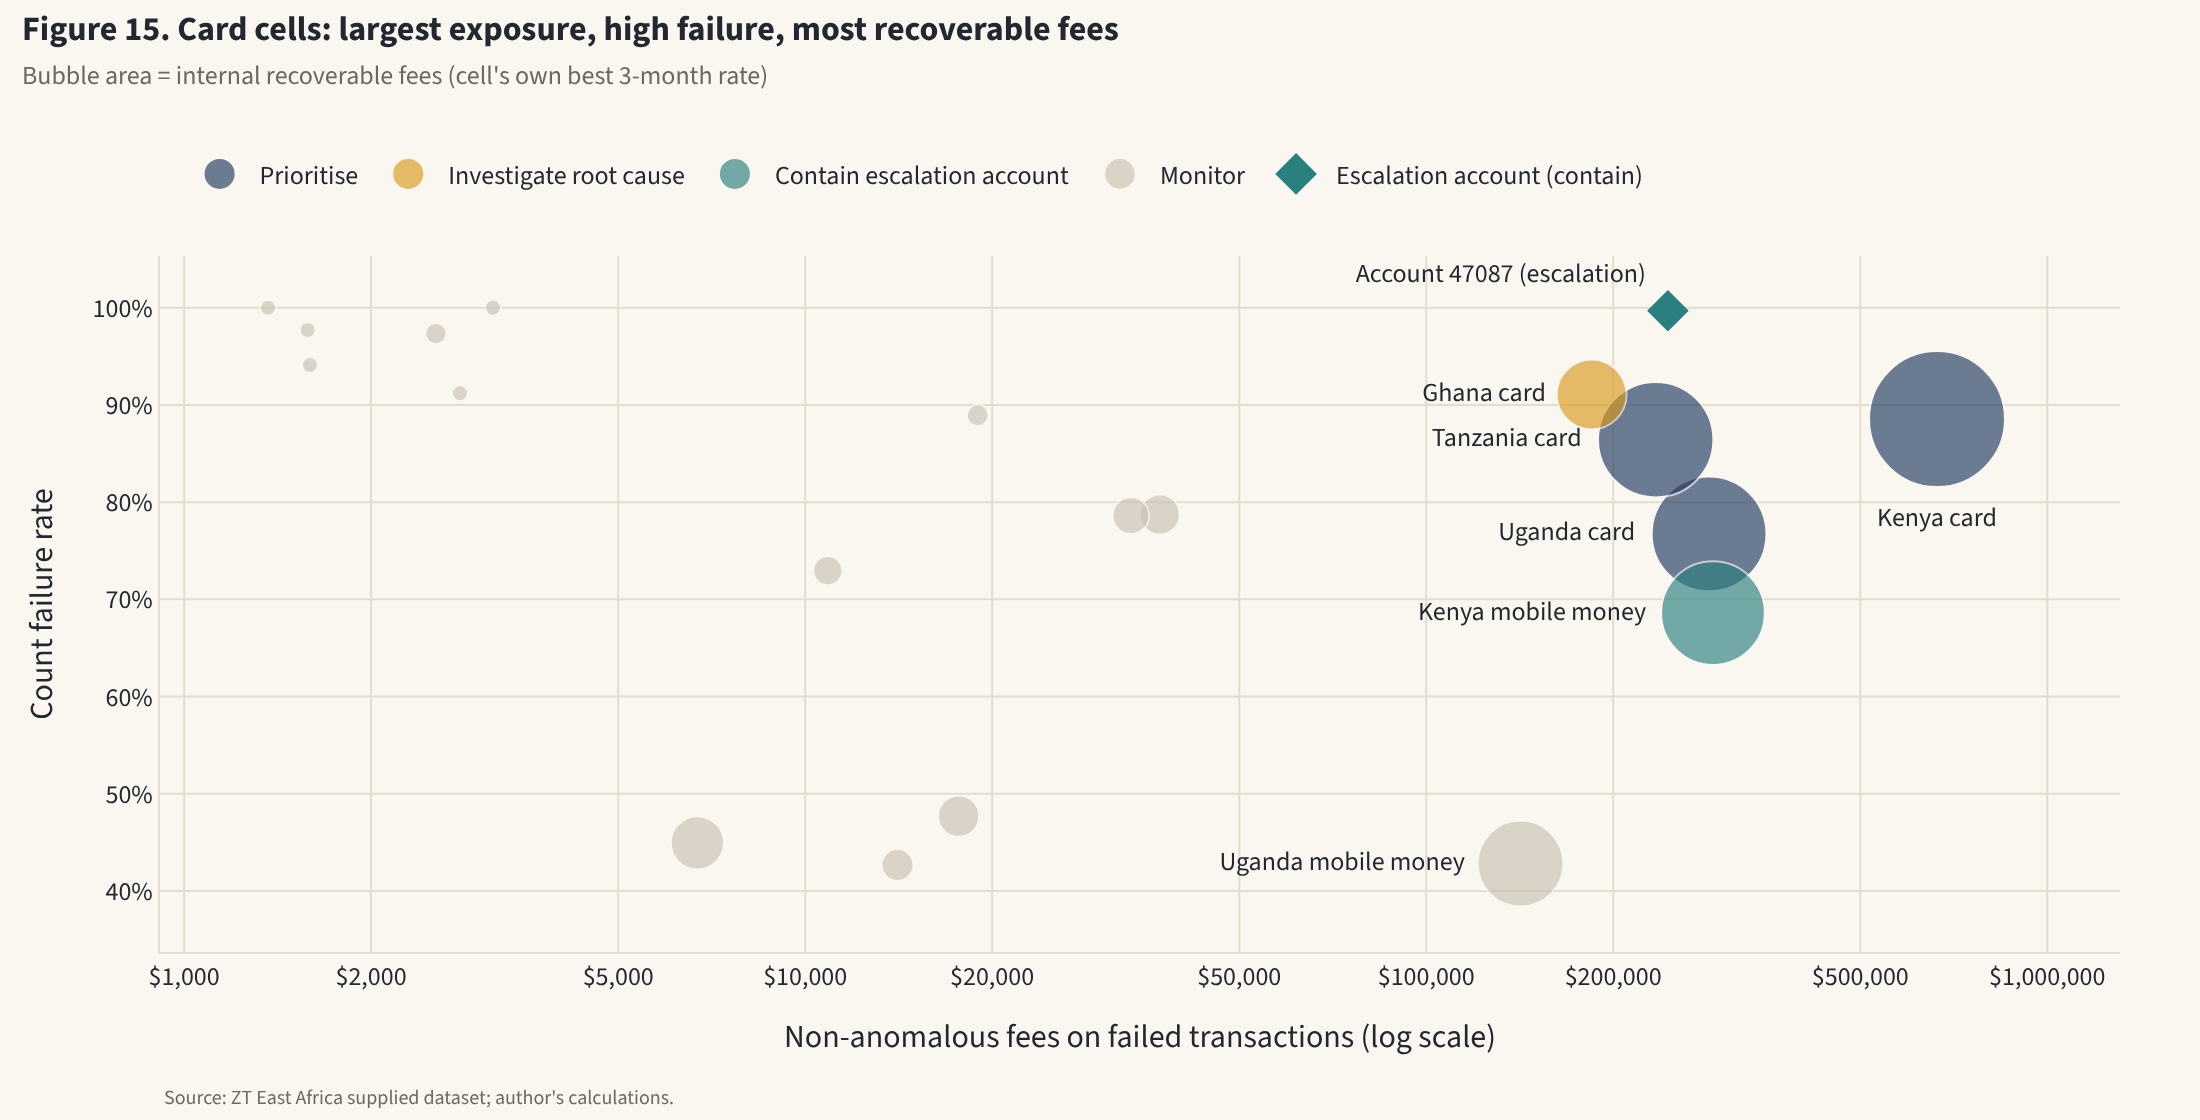 Figure 15. Card cells: largest exposure, high failure, most recoverable fees
Bubble area = internal recoverable fees (cell's own best 3-month rate)
Prioritise
Investigate root cause
Contain escalation account
Monitor
Escalation account (contain)
Account 47087 (escalation)
Ghana card
Tanzania card
Uganda card
Kenya card
Kenya mobile money
Uganda mobile money
Count failure rate
100%
90%
80%
70%
60%
50%
40%
$1,000
$2,000
$5,000
$10,000
$20,000
$50,000
$100,000
$200,000
$500,000
$1,000,000
Non-anomalous fees on failed transactions (log scale)
Source: ZT East Africa supplied dataset; author's calculations.